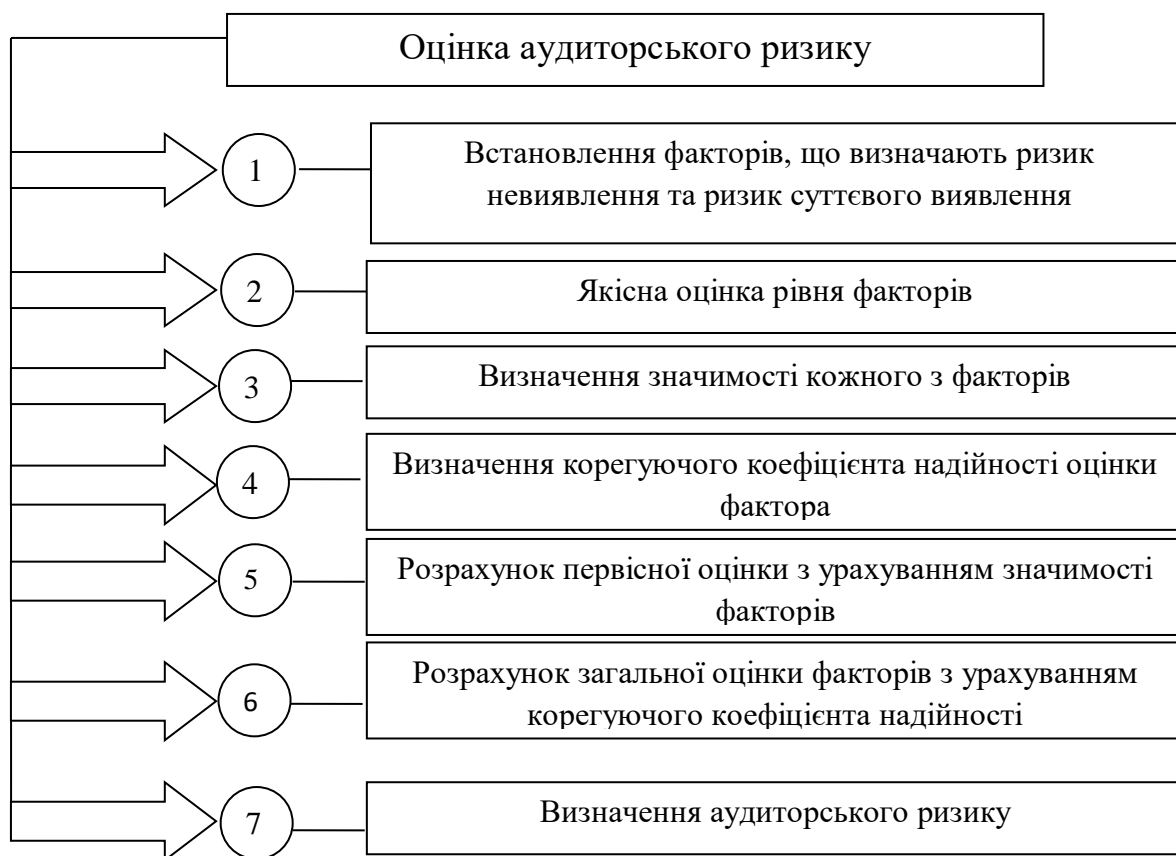 Оцінка аудиторського ризику
1
Встановлення факторів, що визначають ризик
невиявлення та ризик суттєвого виявлення
2
Якісна оцінка рівня факторів
3
Визначення значимості кожного з факторів
4
Визначення корегуючого коефіцієнта надійності оцінки
фактора
5
Розрахунок первісної оцінки з урахуванням значимості
факторів
6
Розрахунок загальної оцінки факторів з урахуванням
корегуючого коефіцієнта надійності
7
Визначення аудиторського ризику